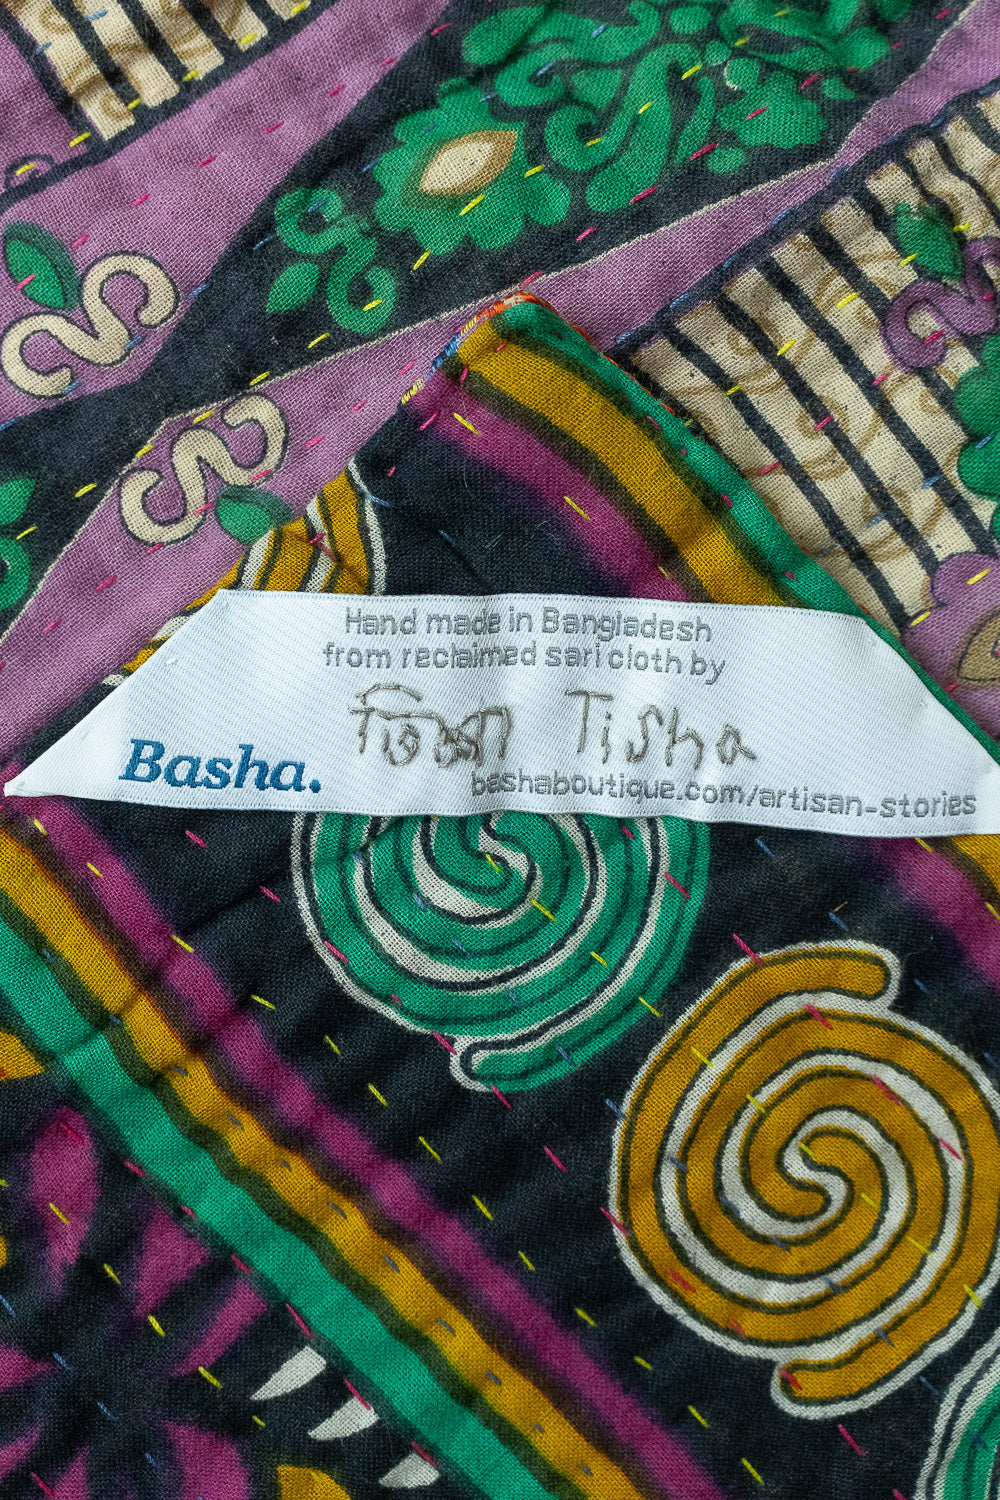 Hand made in Bangladesh
from reclaimed sari cloth by
তিশা Tisha
Basha.
bashaboutique.com/artisan-stories